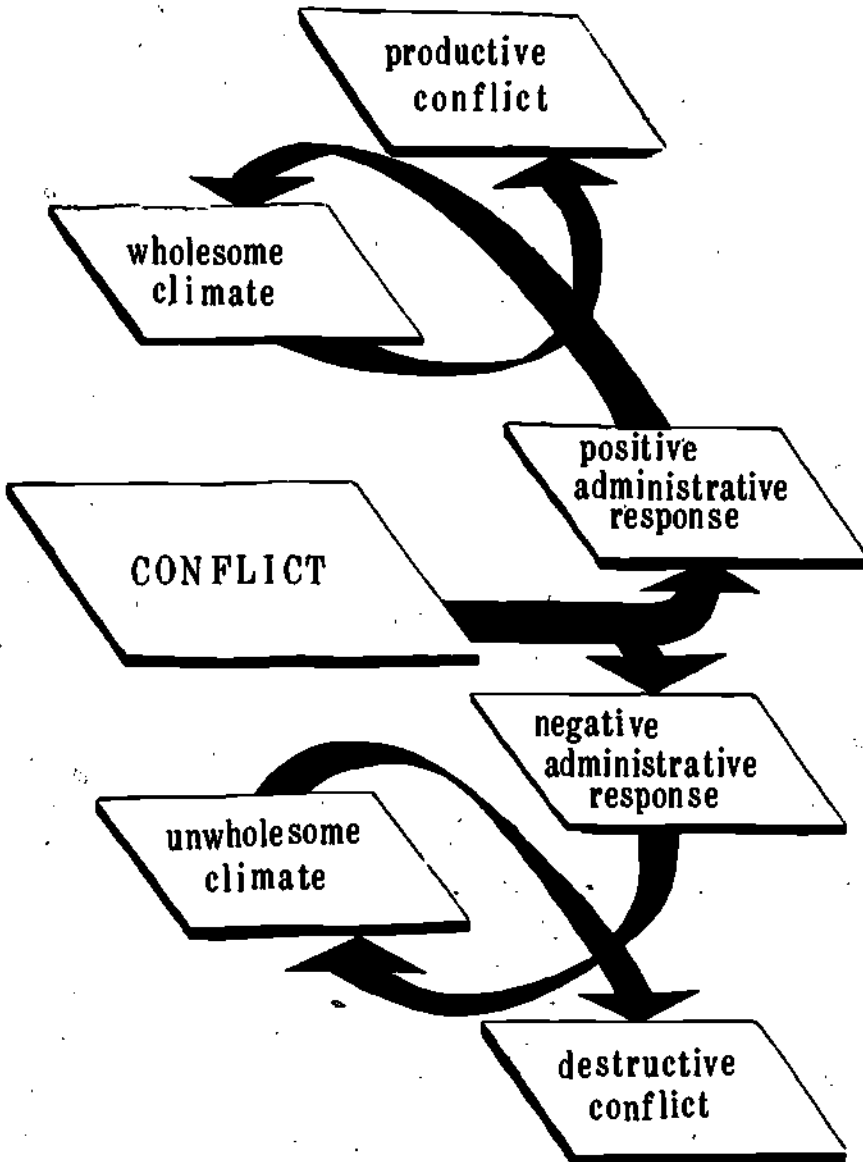 productive
conflict
wholesome
climate
positive
administrative
response
CONFLICT
negative
administrative
response
unwholesome
climate
destructive
conflict